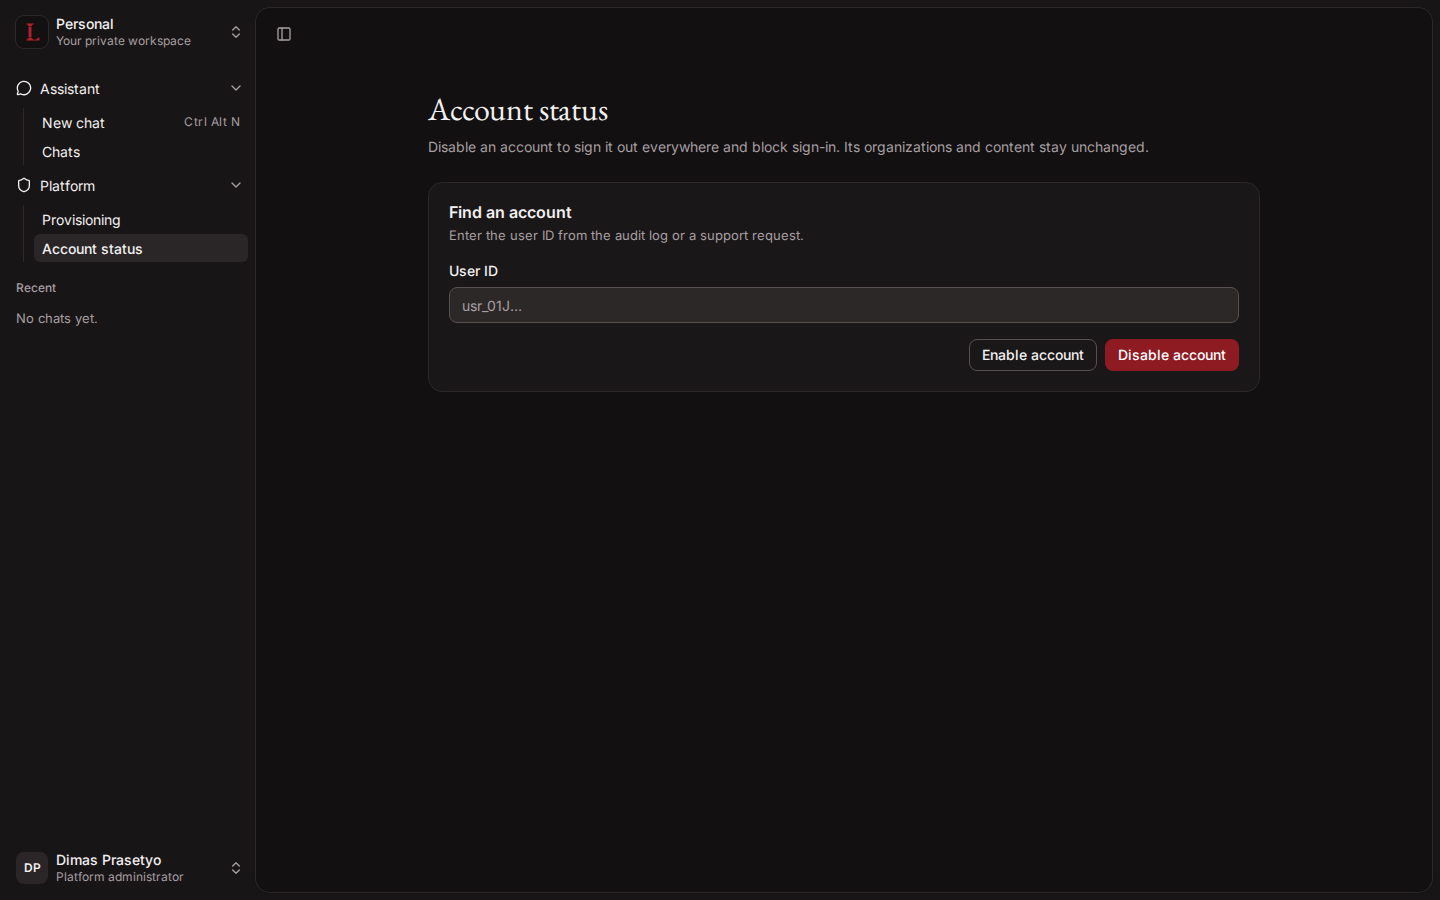 L
Personal
Your private workspace
Assistant
New chat
Ctrl Alt N
Chats
Platform
Provisioning
Account status
Recent
No chats yet.
DP
Dimas Prasetyo
Platform administrator
Account status
Disable an account to sign it out everywhere and block sign-in. Its organizations and content stay unchanged.
Find an account
Enter the user ID from the audit log or a support request.
User ID
usr_01J...
Enable account
Disable account